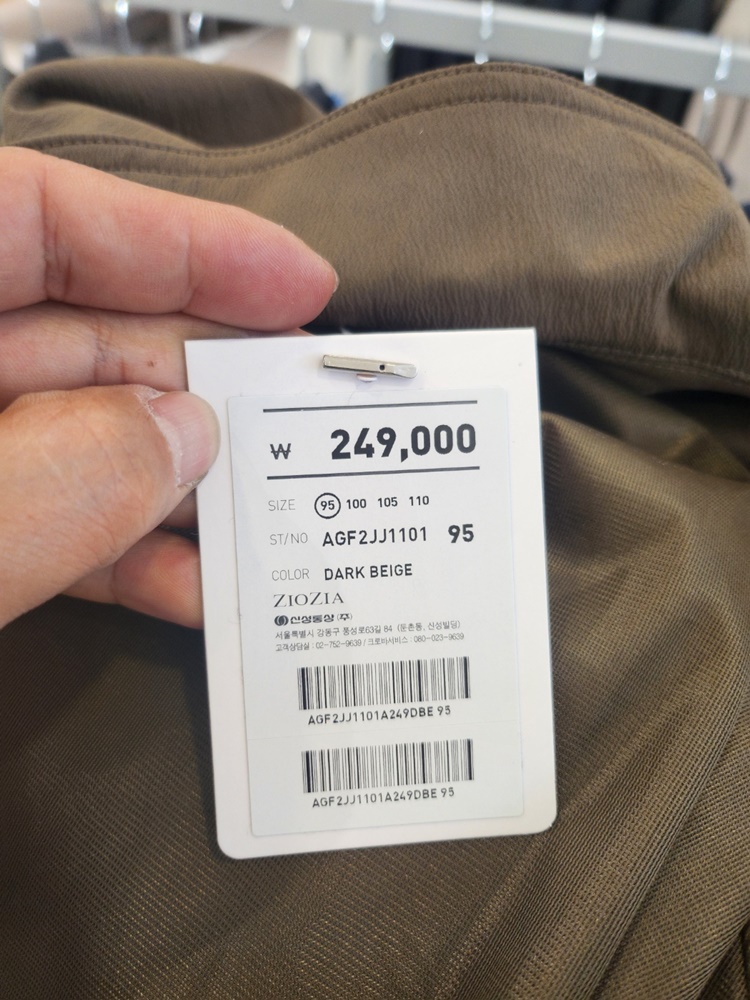 ₩ 249,000
SIZE 95 100 105 110
ST/NO AGF2JJ1101 95
COLOR DARK BEIGE
ZIOZIA
신성통상(주)
서울특별시 강동구 풍성로63길 84 (둔촌동, 신성빌딩)
고객상담실 : 02-752-9639 / 크로바서비스 : 080-023-9639
AGF2JJ1101A249DBE 95
AGF2JJ1101A249DBE 95